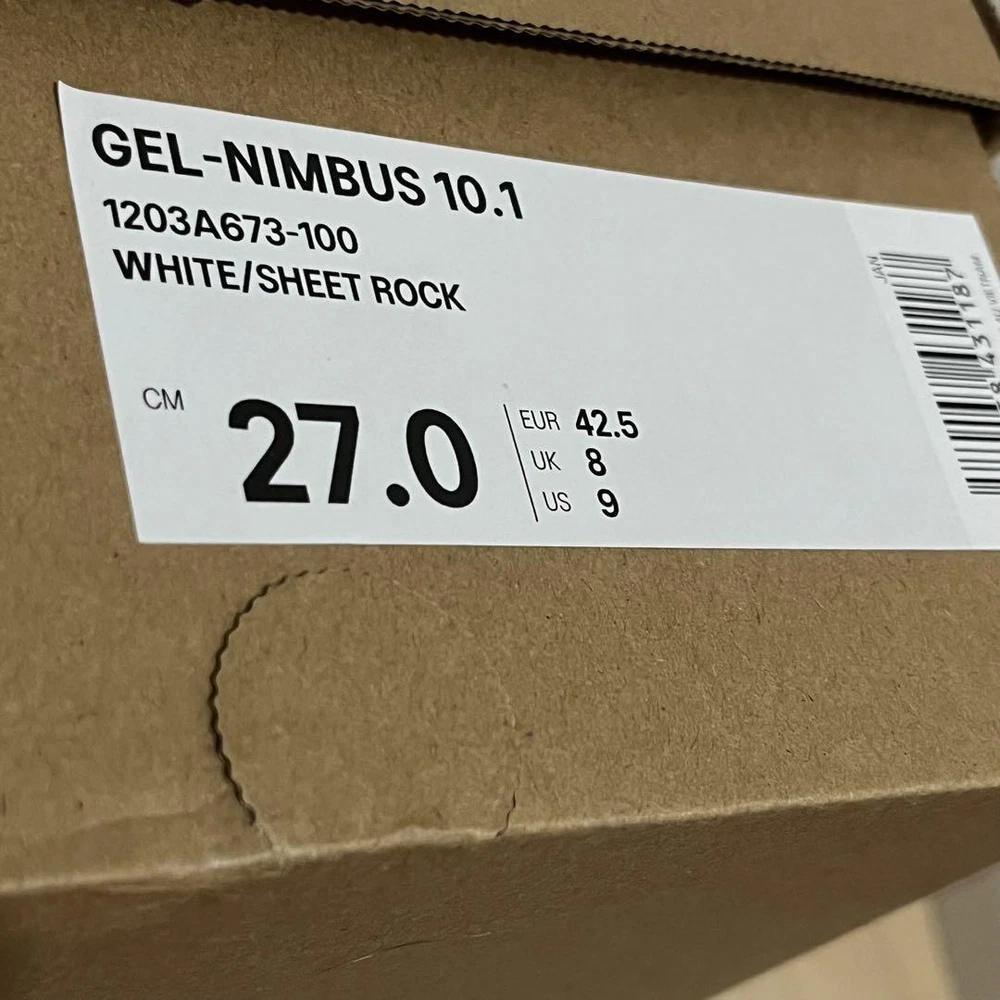 GEL-NIMBUS 10.1
1203A673-100
WHITE/SHEET ROCK
CM 27.0
EUR 42.5
UK 8
US 9
JAN